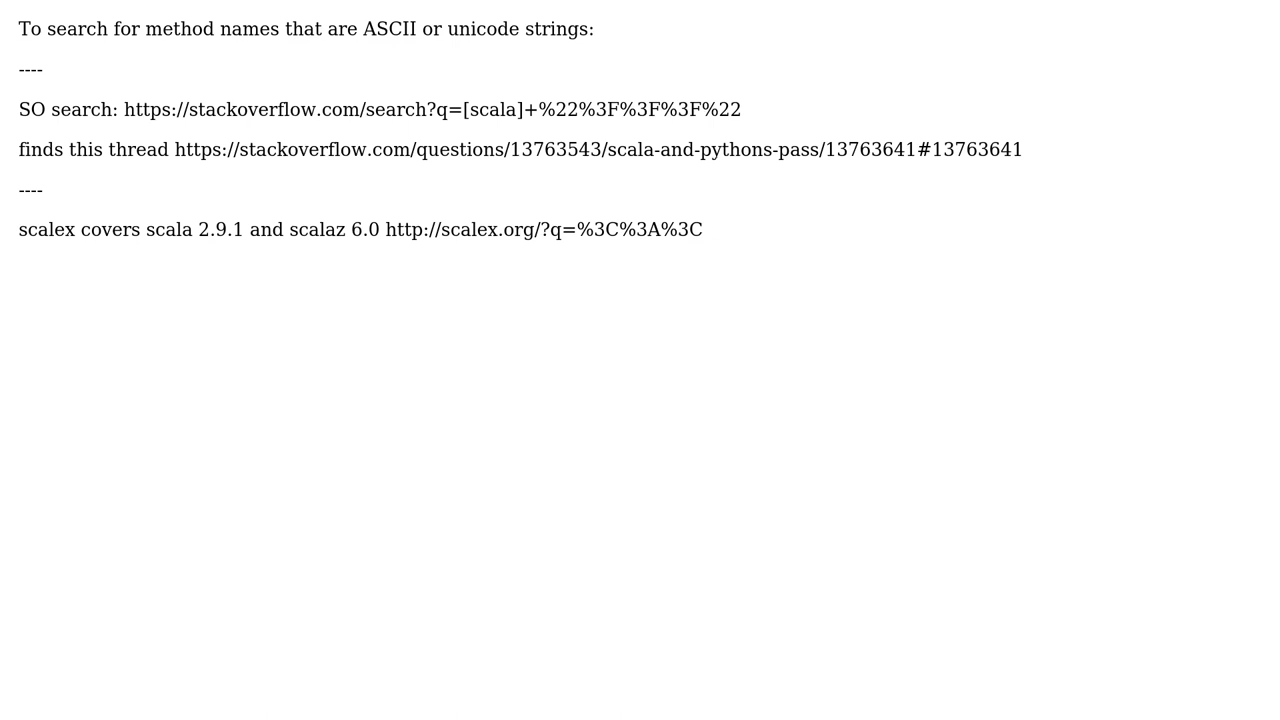 To search for method names that are ASCII or unicode strings:
----
SO search: https://stackoverflow.com/search?q=[scala]+%22%3F%3F%3F%22
finds this thread https://stackoverflow.com/questions/13763543/scala-and-pythons-pass/13763641#13763641
----
scalex covers scala 2.9.1 and scalaz 6.0 http://scalex.org/?q=%3C%3A%3C